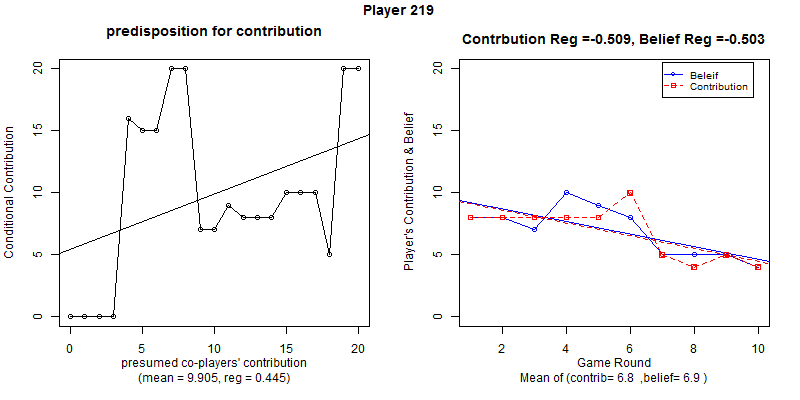 Player 219
predisposition for contribution
Conditional Contribution
0
5
10
15
20
0
5
10
15
20
presumed co-players' contribution
(mean = 9.905, reg = 0.445)
Contrbution Reg =-0.509, Belief Reg =-0.503
Player's Contribution & Belief
0
5
10
15
20
Beleif
Contribution
2
4
6
8
10
Game Round
Mean of (contrib= 6.8 ,belief= 6.9 )